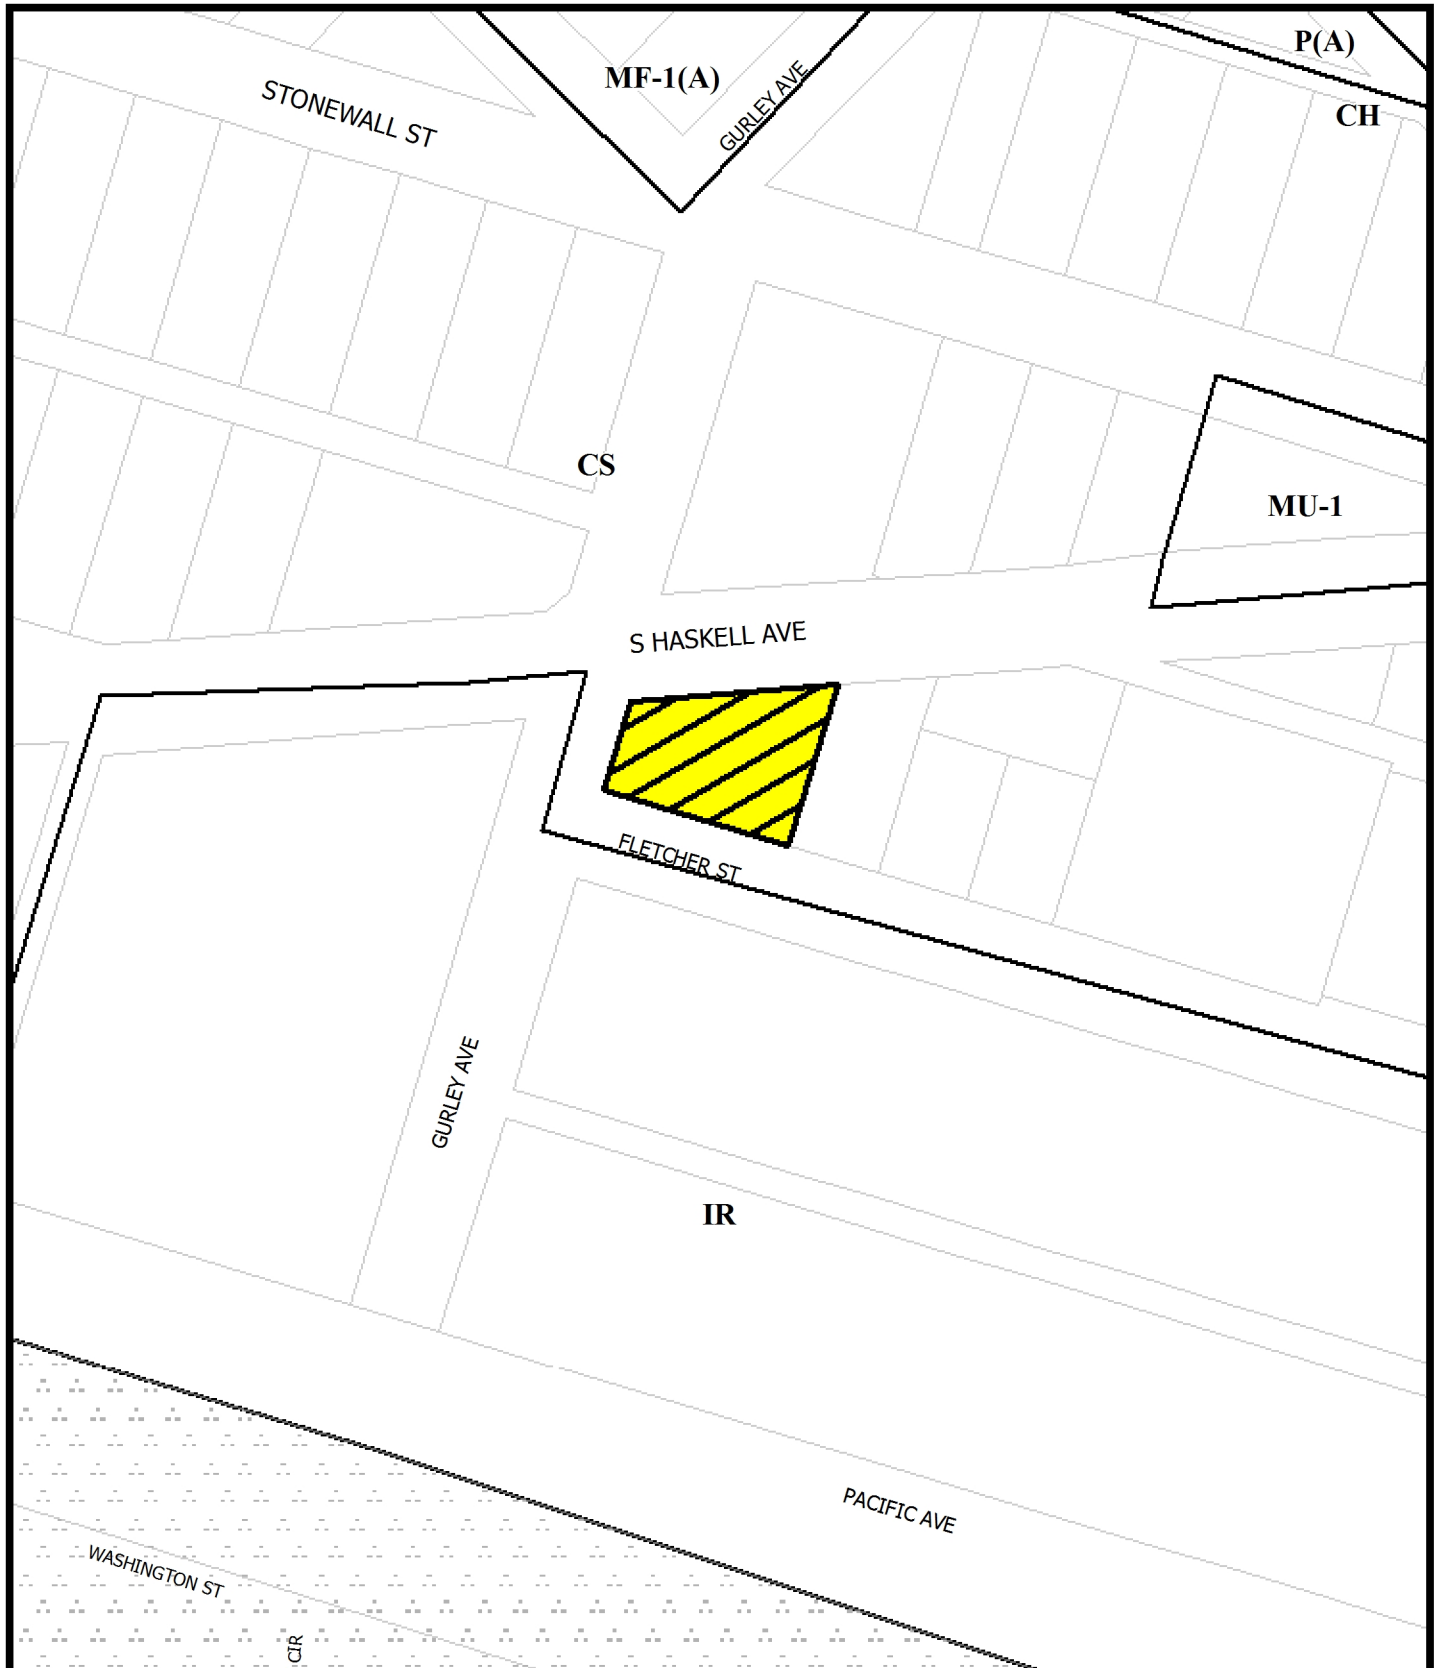 P(A)
MF-1(A)
GURLEY AVE
STONEWALL ST
CH
CS
MU-1
S HASKELL AVE
FLETCHER ST
GURLEY AVE
IR
PACIFIC AVE
WASHINGTON ST
CIR